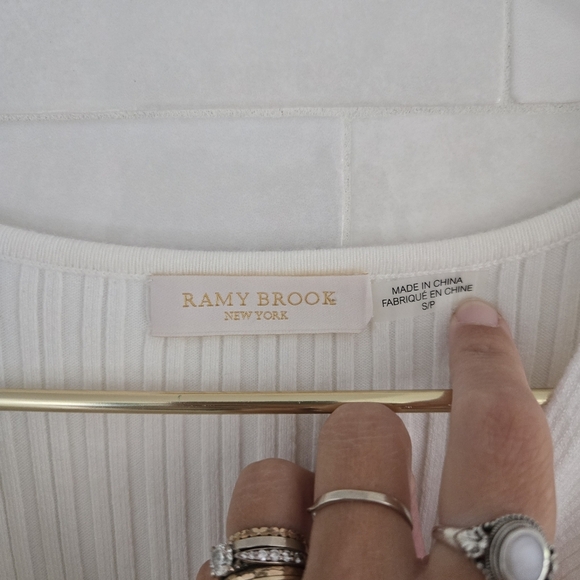 RAMY BROOK
NEW YORK
MADE IN CHINA
FABRIQUÉ EN CHINE
S/P